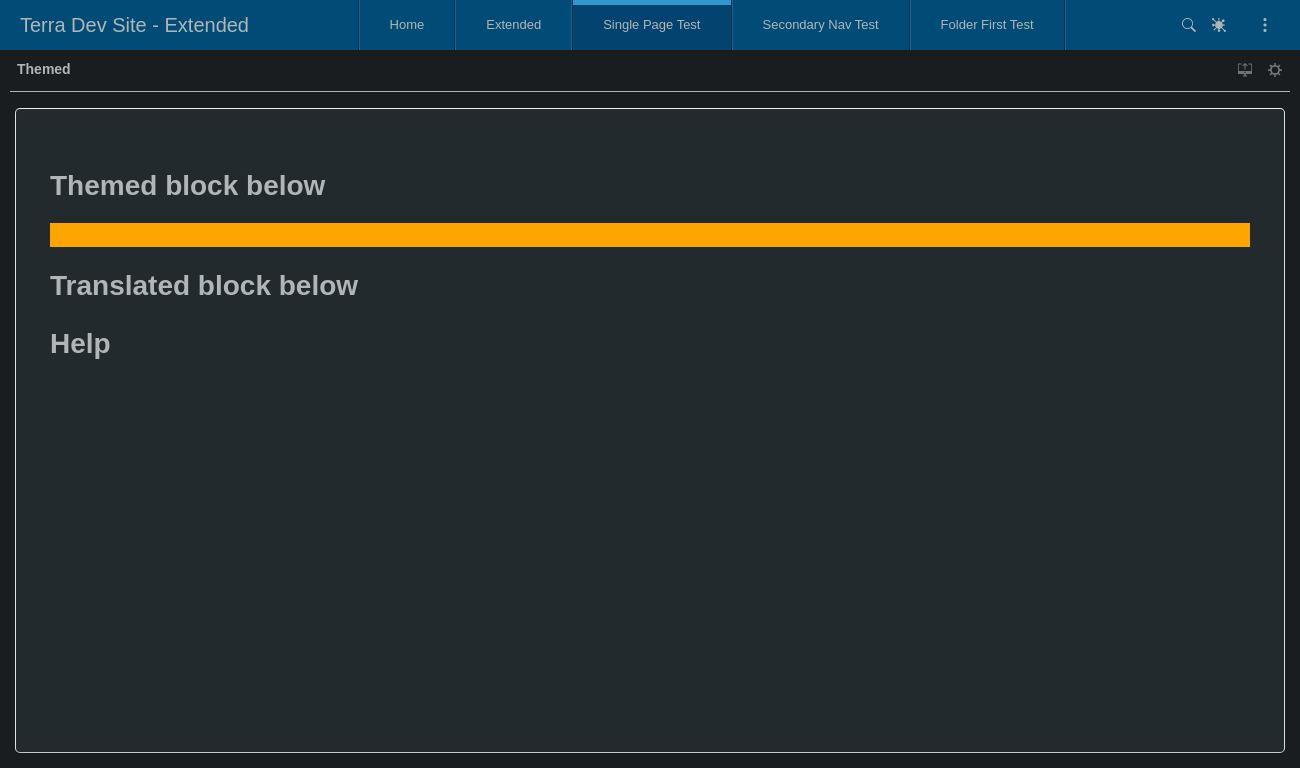 Terra Dev Site - Extended
Home
Extended
Single Page Test
Secondary Nav Test
Folder First Test
Themed
Themed block below
Translated block below
Help